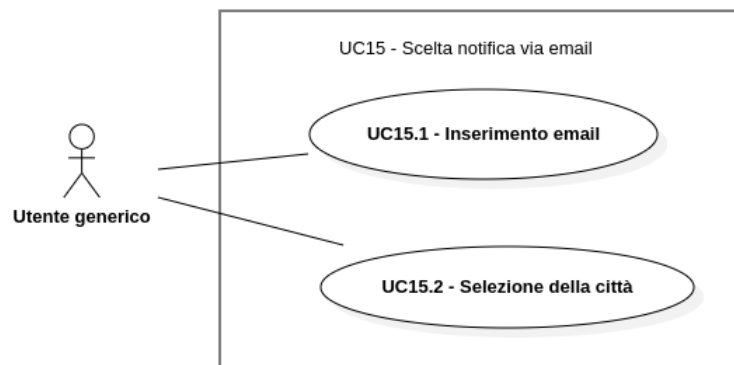 UC15 - Scelta notifica via email
UC15.1 - Inserimento email
Utente generico
UC15.2 - Selezione della città